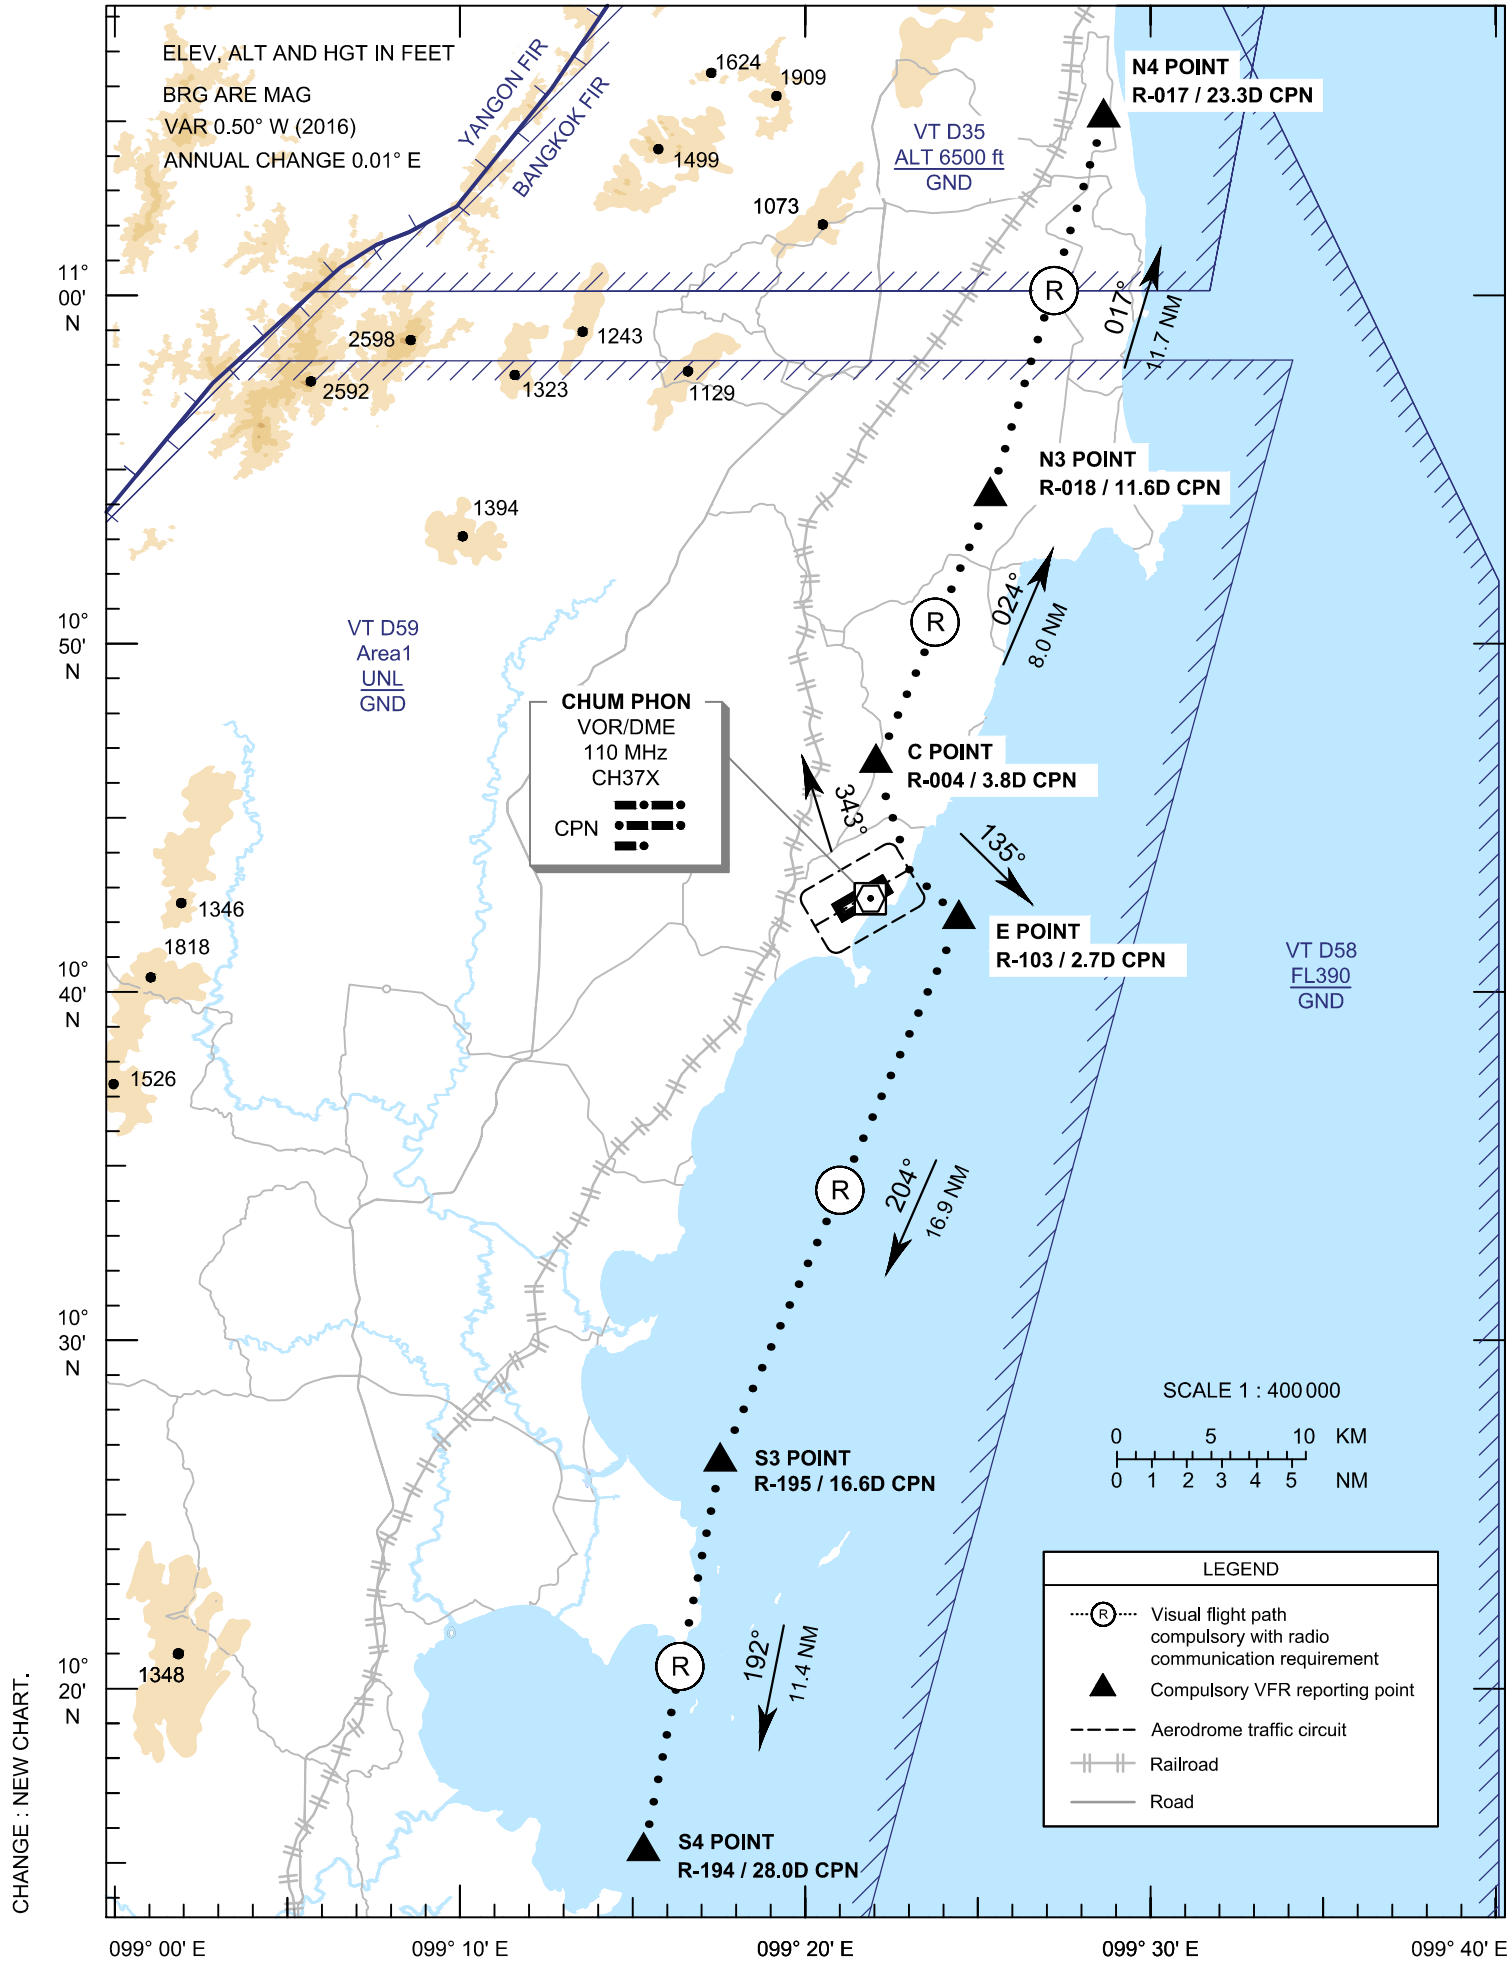 ELEV, ALT AND HGT IN FEET
BRG ARE MAG
VAR 0.50° W (2016)
ANNUAL CHANGE 0.01° E
YANGON FIR
BANGKOK FIR
1624
1909
1499
1073
VT D35
ALT 6500 ft
GND
N4 POINT
R-017 / 23.3D CPN
11°
00'
N
R
017°
11.7 NM
2598
2592
1243
1323
1129
N3 POINT
R-018 / 11.6D CPN
1394
10°
50'
N
VT D59
Area1
UNL
GND
R
024°
8.0 NM
CHUM PHON
VOR/DME
110 MHz
CH37X
CPN
C POINT
R-004 / 3.8D CPN
343°
135°
E POINT
R-103 / 2.7D CPN
1346
1818
10°
40'
N
VT D58
FL390
GND
1526
R
204°
16.9 NM
10°
30'
N
SCALE 1 : 400 000
0 5 10 KM
0 1 2 3 4 5 NM
S3 POINT
R-195 / 16.6D CPN
LEGEND
R
Visual flight path
compulsory with radio
communication requirement
Compulsory VFR reporting point
Aerodrome traffic circuit
Railroad
Road
1348
10°
20'
N
R
192°
11.4 NM
S4 POINT
R-194 / 28.0D CPN
CHANGE : NEW CHART.
099° 00' E
099° 10' E
099° 20' E
099° 30' E
099° 40' E